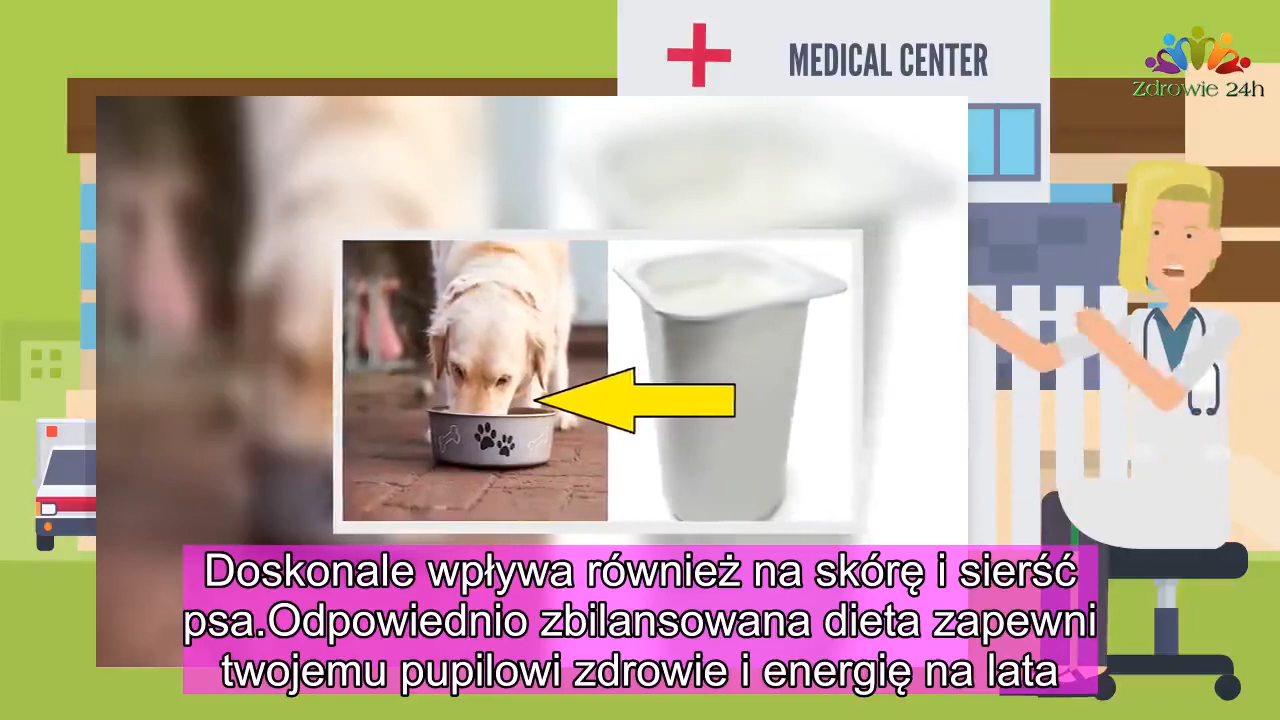 MEDICAL CENTER
Zdrowie 24h
Doskonale wpływa również na skórę i sierść
psa.Odpowiednio zbilansowana dieta zapewni
twojemu pupilowi zdrowie i energię na lata